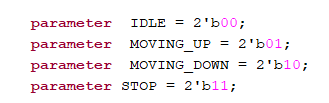 parameter  IDLE = 2'b00;
parameter  MOVING_UP = 2'b01;
parameter  MOVING_DOWN = 2'b10;
parameter STOP = 2'b11;